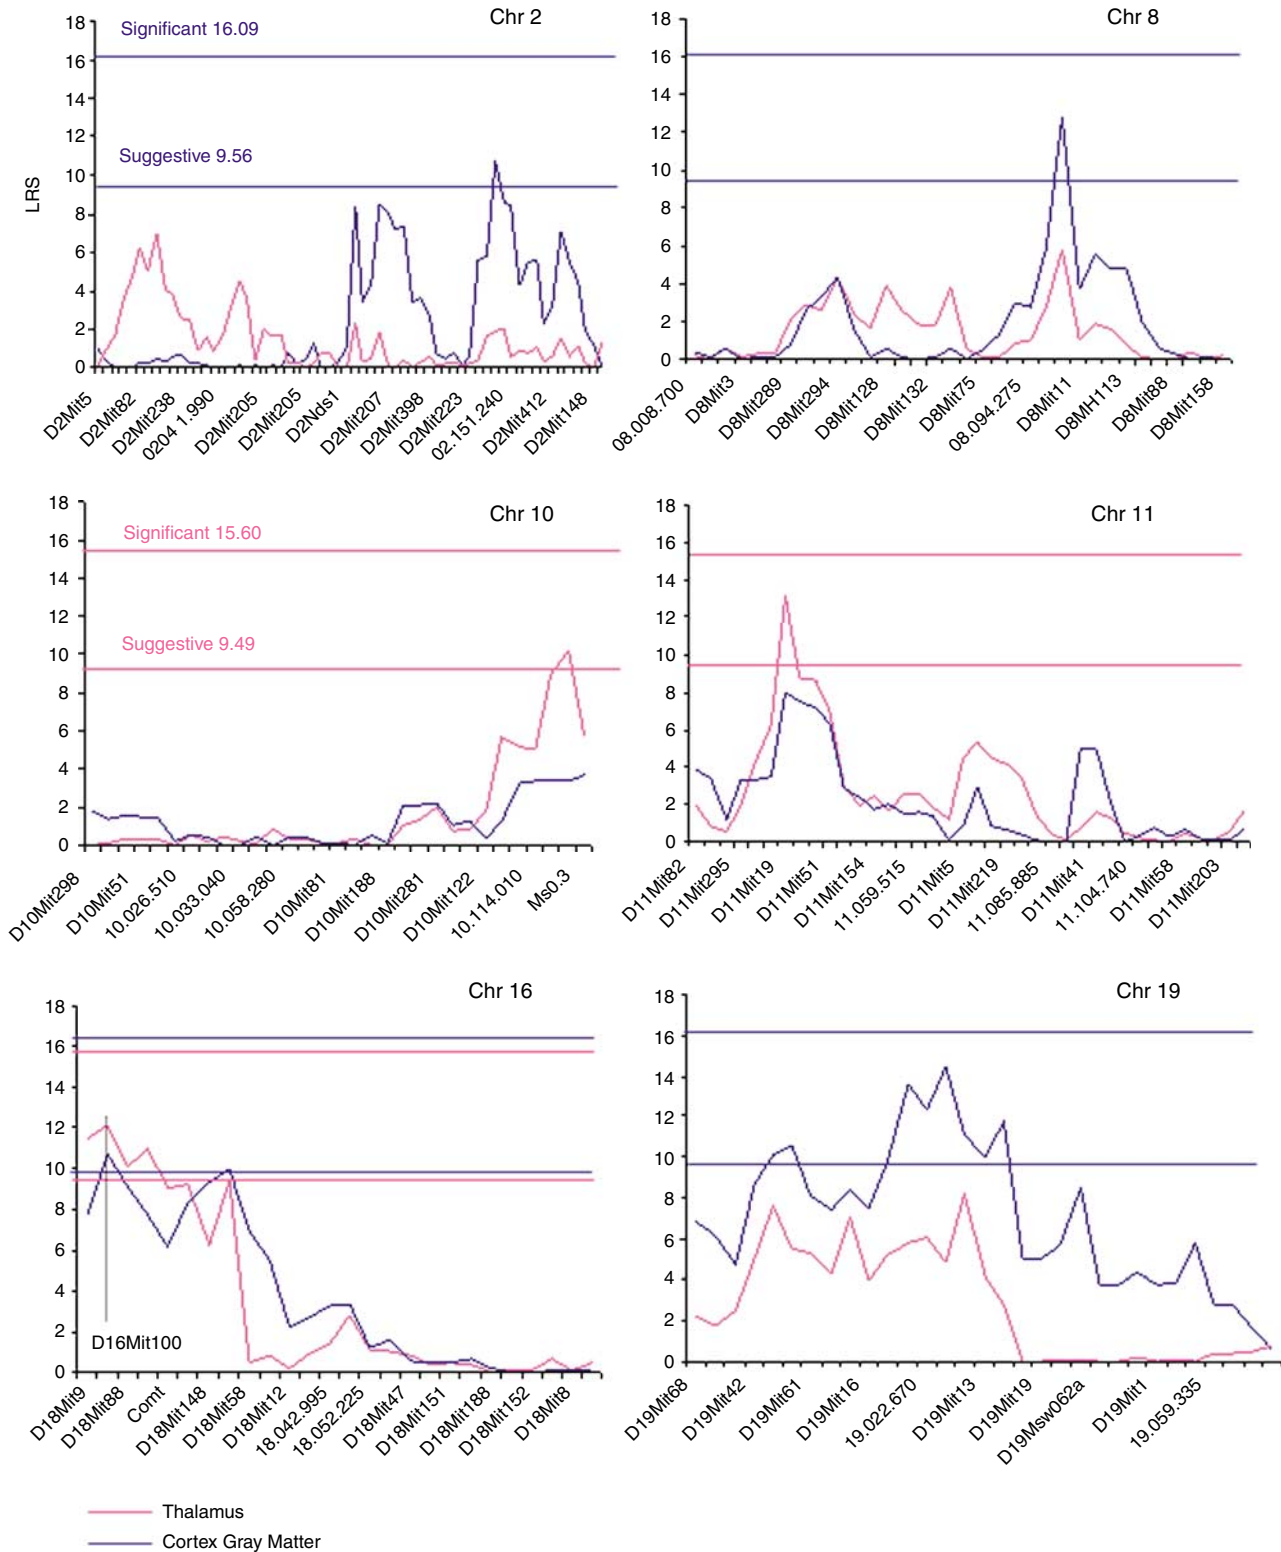 Chr 2
Significant 16.09
Suggestive 9.56
LRS
18
16
14
12
10
8
6
4
2
0
D2Mit5
D2Mit82
D2Mit238
0204 1.990
D2Mit205
D2Mit205
D2Nds1
D2Mit207
D2Mit398
D2Mit223
02.151.240
D2Mit412
D2Mit148
Chr 8
18
16
14
12
10
8
6
4
2
0
08.008.700
D8Mit3
D8Mit289
D8Mit294
D8Mit128
D8Mit132
D8Mit75
08.094.275
D8Mit11
D8MH113
D8Mit88
D8Mit158
Chr 10
Significant 15.60
Suggestive 9.49
18
16
14
12
10
8
6
4
2
0
D10Mit298
D10Mit51
10.026.510
10.033.040
10.058.280
D10Mit81
D10Mit188
D10Mit281
D10Mit122
10.114.010
Ms0.3
Chr 11
18
16
14
12
10
8
6
4
2
0
D11Mit82
D11Mit295
D11Mit19
D11Mit51
D11Mit154
11.059.515
D11Mit5
D11Mit219
11.085.885
D11Mit41
11.104.740
D11Mit58
D11Mit203
Chr 16
18
16
14
12
10
8
6
4
2
0
D16Mit100
D18Mit9
D18Mit88
Comt
D18Mit148
D18Mit58
D18Mit12
18.042.995
18.052.225
D18Mit47
D18Mit151
D18Mit188
D18Mit152
D18Mit8
Chr 19
18
16
14
12
10
8
6
4
2
0
D19Mit68
D19Mit42
D19Mit61
D19Mit16
19.022.670
D19Mit13
D19Mit19
D19Msw062a
D19Mit1
19.059.335
Thalamus
Cortex Gray Matter